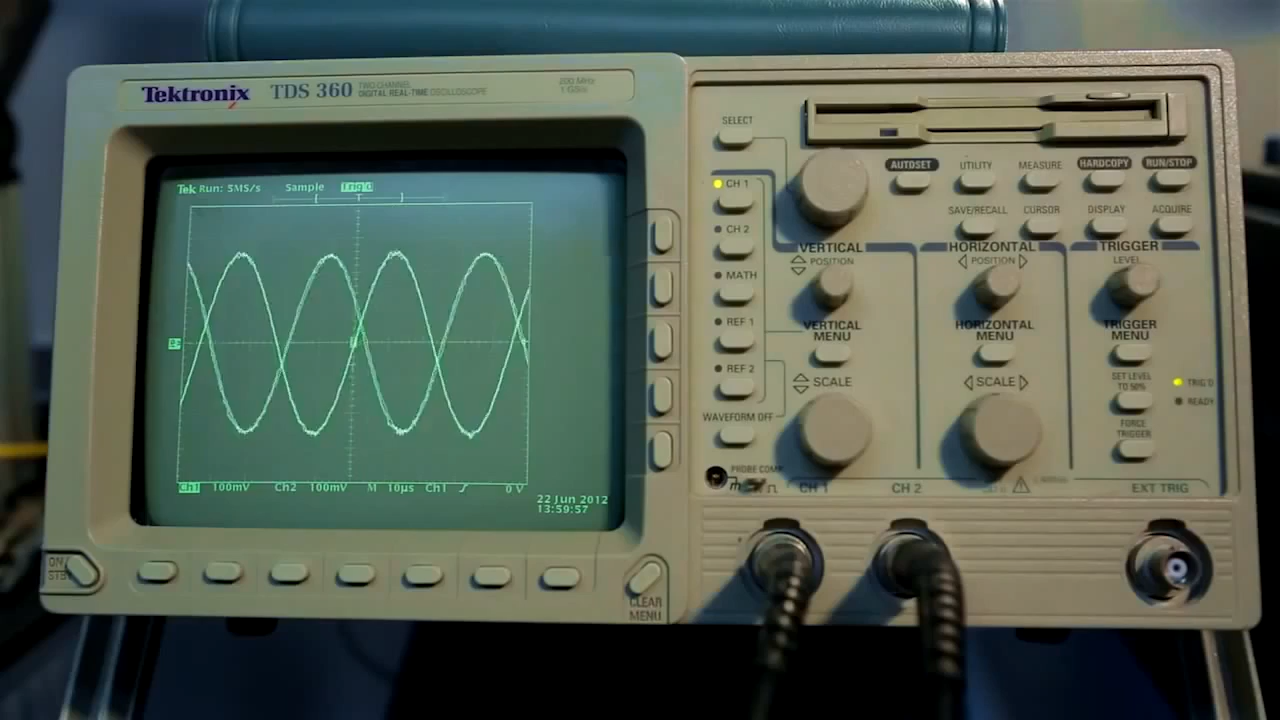 Tektronix TDS 360 TWO CHANNEL DIGITAL REAL-TIME OSCILLOSCOPE
200 MHz
1 GS/s
Tek Run: 5MS/s Sample Trig'd
Ch1 100mV Ch2 100mV M 10µs Ch1 0 V
22 Jun 2012
13:59:57
ON/
STBY
CLEAR
MENU
SELECT
CH 1
CH 2
MATH
REF 1
REF 2
WAVEFORM OFF
PROBE COMP
AUTOSET UTILITY MEASURE HARDCOPY RUN/STOP
SAVE/RECALL CURSOR DISPLAY ACQUIRE
VERTICAL
POSITION
VERTICAL
MENU
SCALE
HORIZONTAL
POSITION
HORIZONTAL
MENU
SCALE
TRIGGER
LEVEL
TRIGGER
MENU
SET LEVEL
TO 50%
FORCE
TRIGGER
TRIG'D
READY
CH 1 CH 2 EXT TRIG